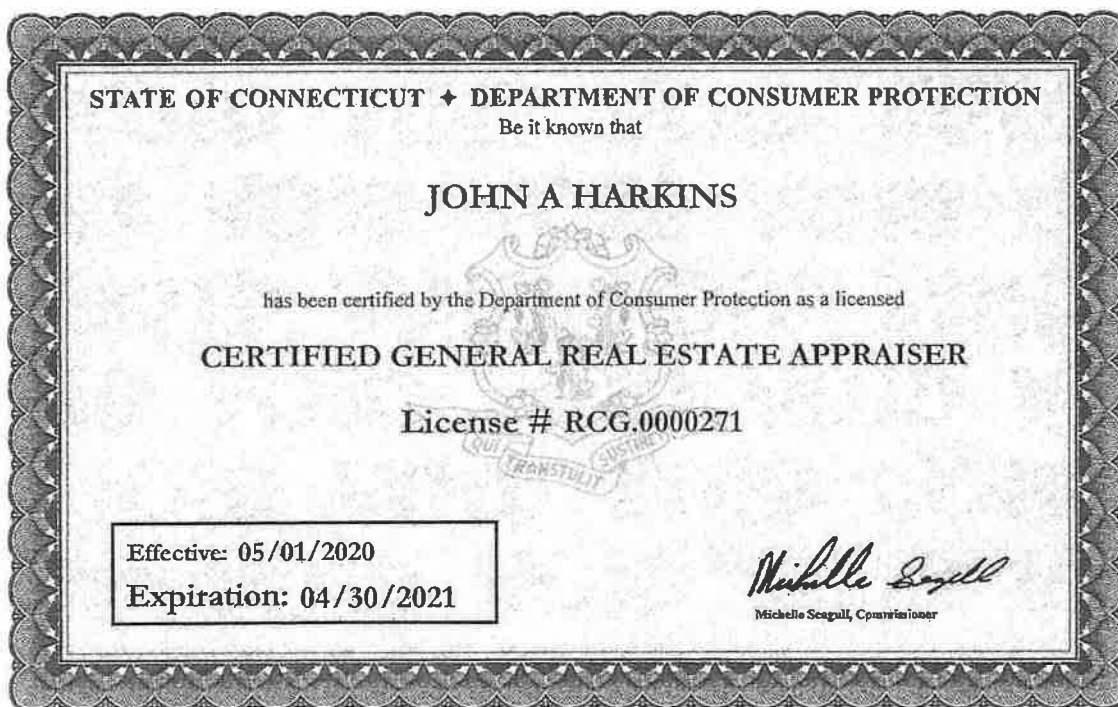 STATE OF CONNECTICUT ✦ DEPARTMENT OF CONSUMER PROTECTION
Be it known that
JOHN A HARKINS
has been certified by the Department of Consumer Protection as a licensed
CERTIFIED GENERAL REAL ESTATE APPRAISER
License # RCG.0000271
QUI TRANSTULIT SUSTINET
Effective: 05/01/2020
Expiration: 04/30/2021
Michelle Seagull
Michelle Seagull, Commissioner